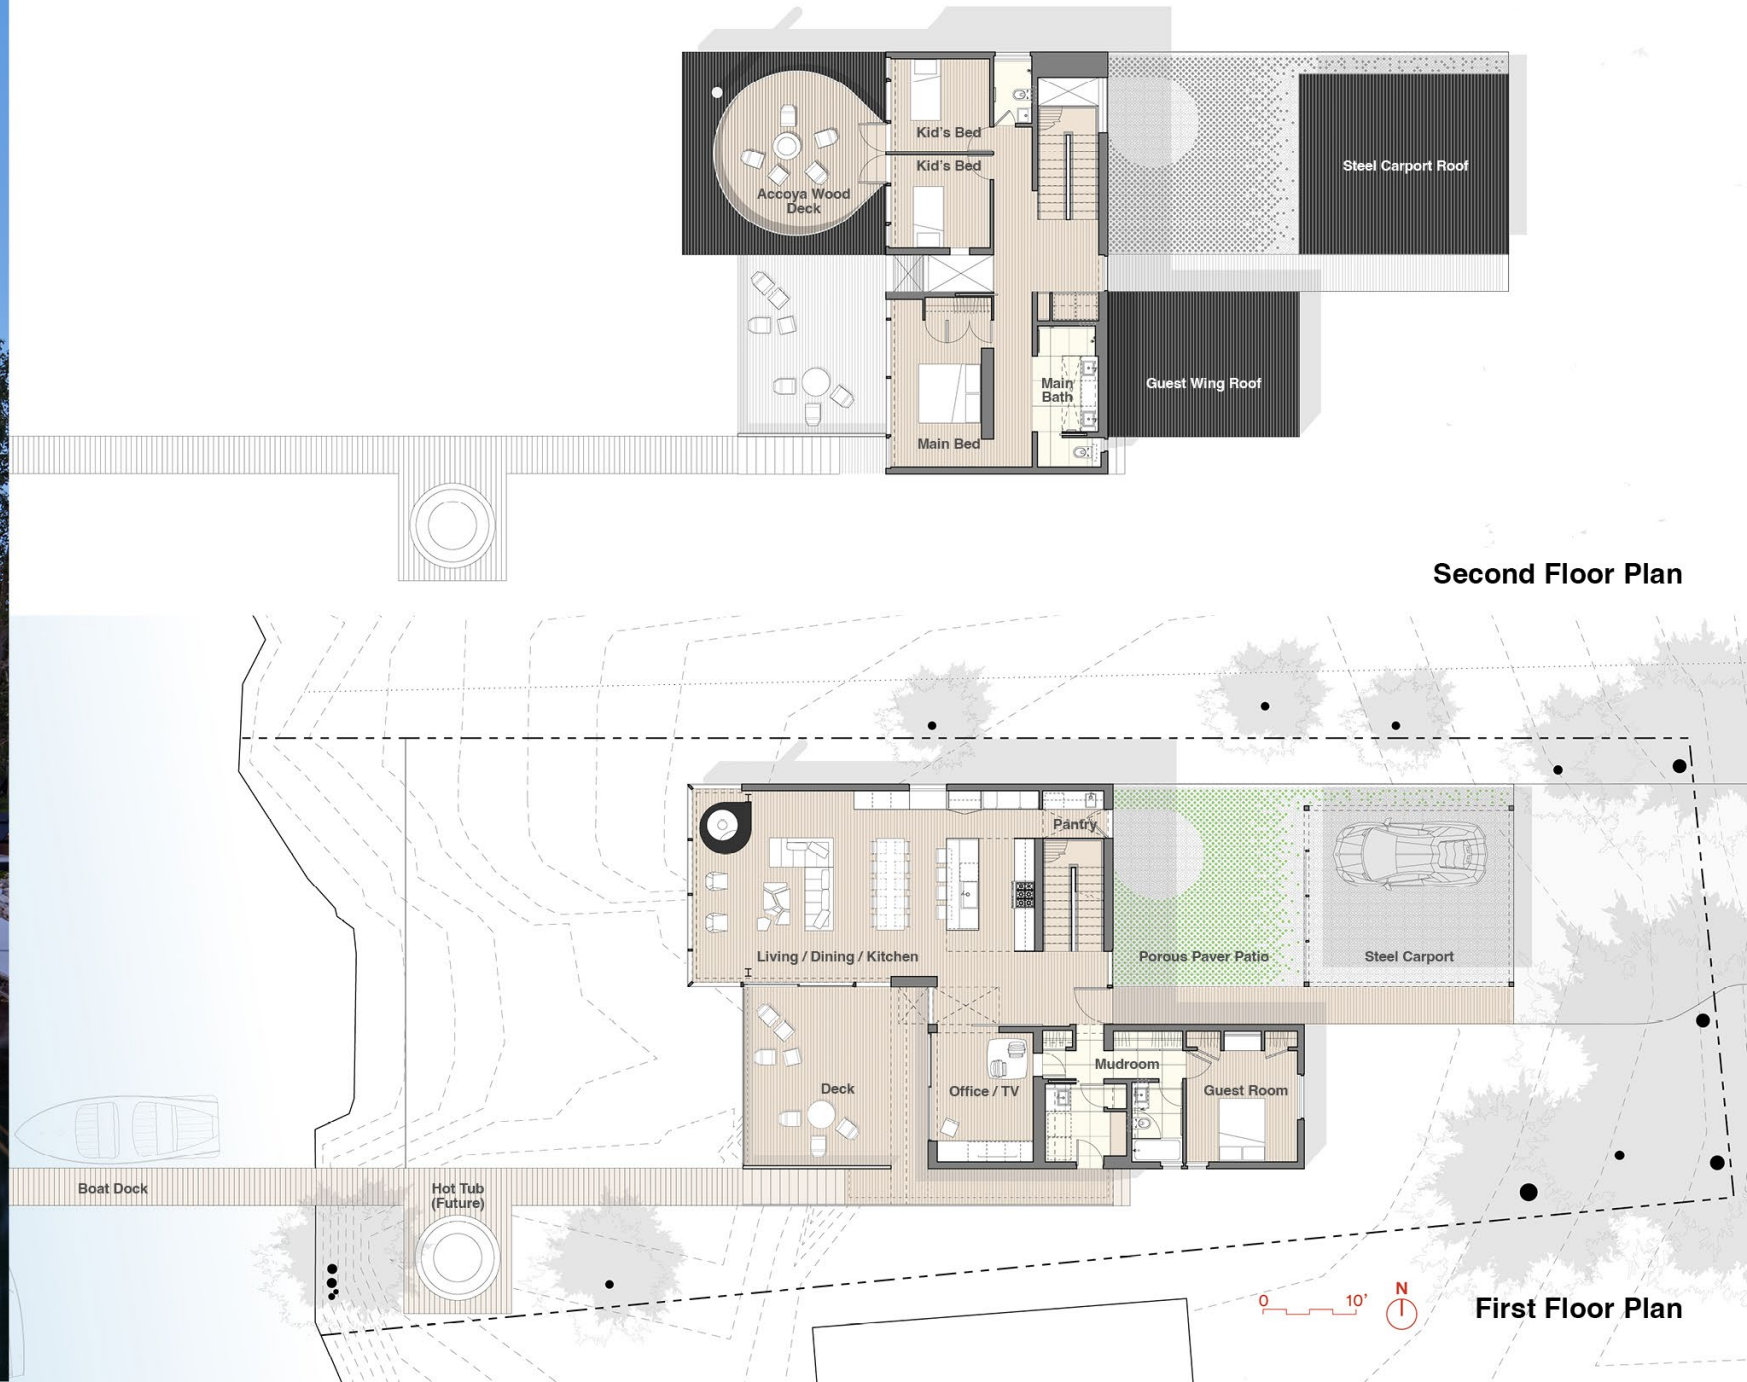 Kid's Bed
Kid's Bed
Accoya Wood
Deck
Steel Carport Roof
Main
Bath
Guest Wing Roof
Main Bed
Second Floor Plan
Pantry
Living / Dining / Kitchen
Porous Paver Patio
Steel Carport
Mudroom
Deck
Office / TV
Guest Room
Boat Dock
Hot Tub
(Future)
N
0 10'
First Floor Plan